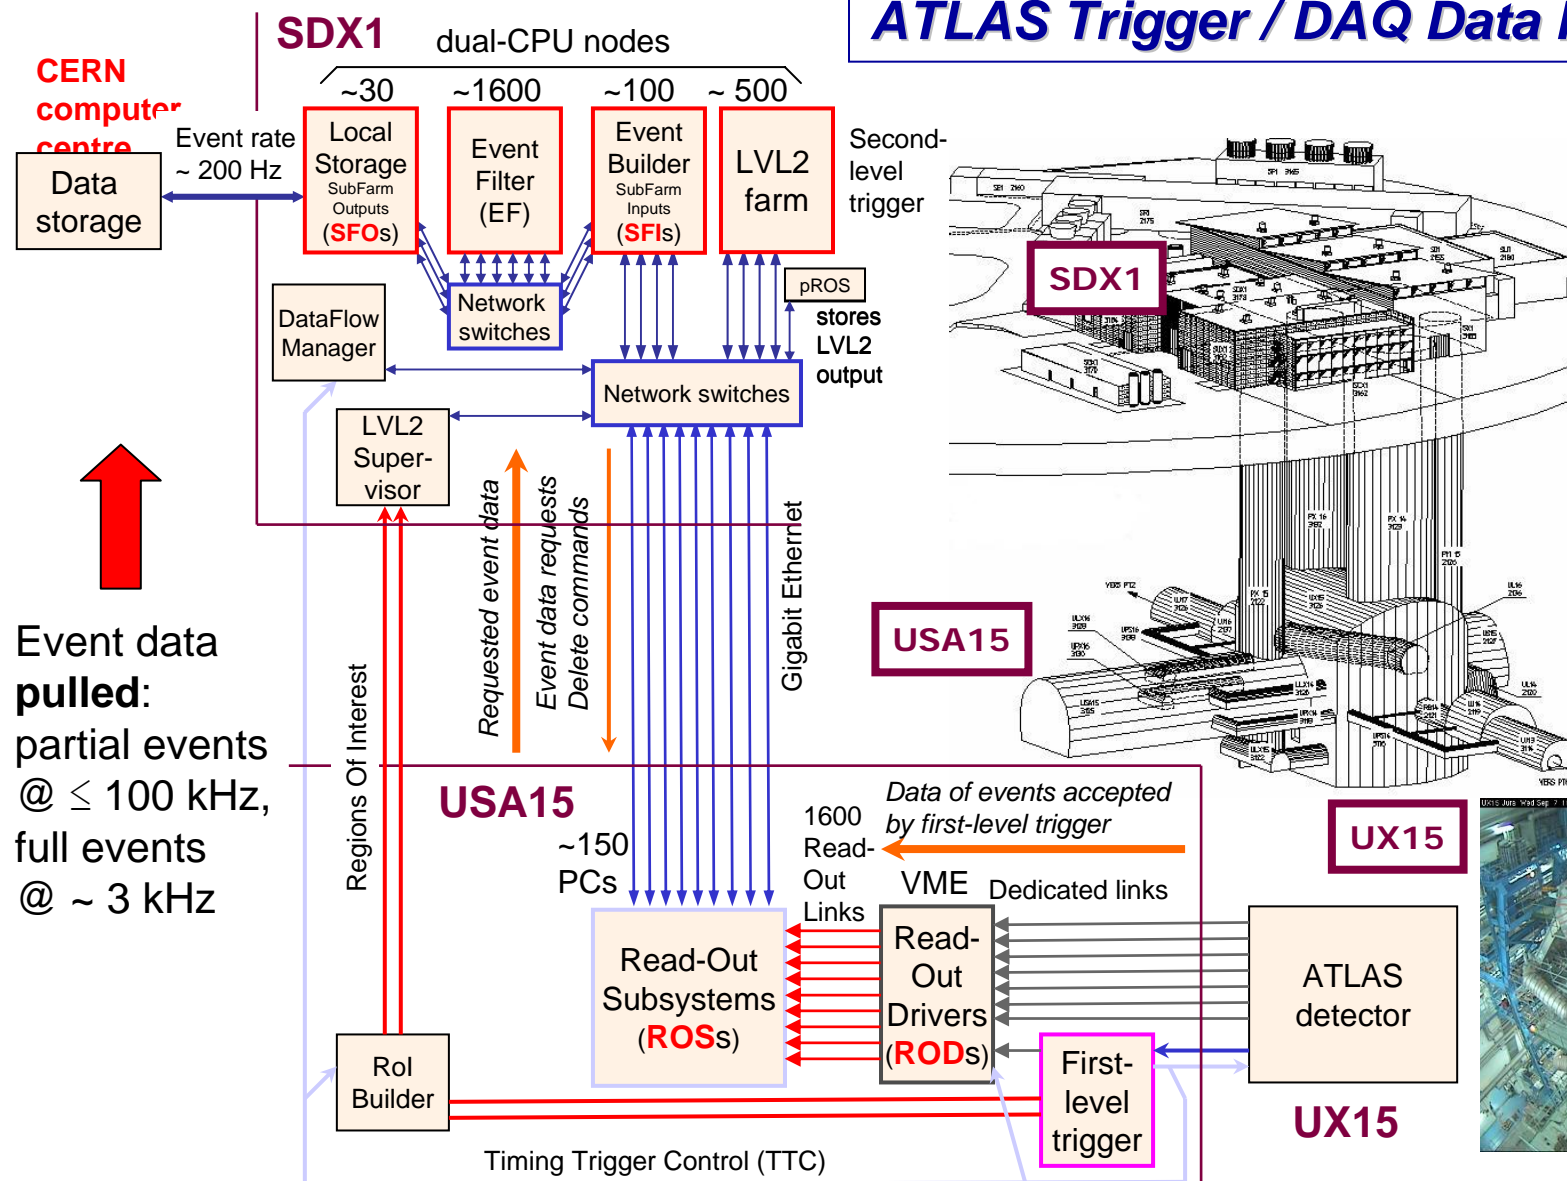 SDX1
dual-CPU nodes
ATLAS Trigger / DAQ Data
CERN
computer
centre
~30
~1600
~100
~ 500
Event rate
~ 200 Hz
Data
storage
Local
Storage
SubFarm
Outputs
(SFOs)
Event
Filter
(EF)
Event
Builder
SubFarm
Inputs
(SFIs)
LVL2
farm
Second-
level
trigger
pROS
stores
LVL2
output
Network
switches
DataFlow
Manager
Network switches
LVL2
Super-
visor
Requested event data
Event data requests
Delete commands
Gigabit Ethernet
Regions Of Interest
Event data
pulled:
partial events
@ ≤ 100 kHz,
full events
@ ~ 3 kHz
USA15
~150
PCs
1600
Read-
Out
Links
Data of events accepted
by first-level trigger
VME
Dedicated links
Read-Out
Subsystems
(ROSs)
Read-
Out
Drivers
(RODs)
First-
level
trigger
ATLAS
detector
UX15
RoI
Builder
Timing Trigger Control (TTC)
SDX1
USA15
UX15